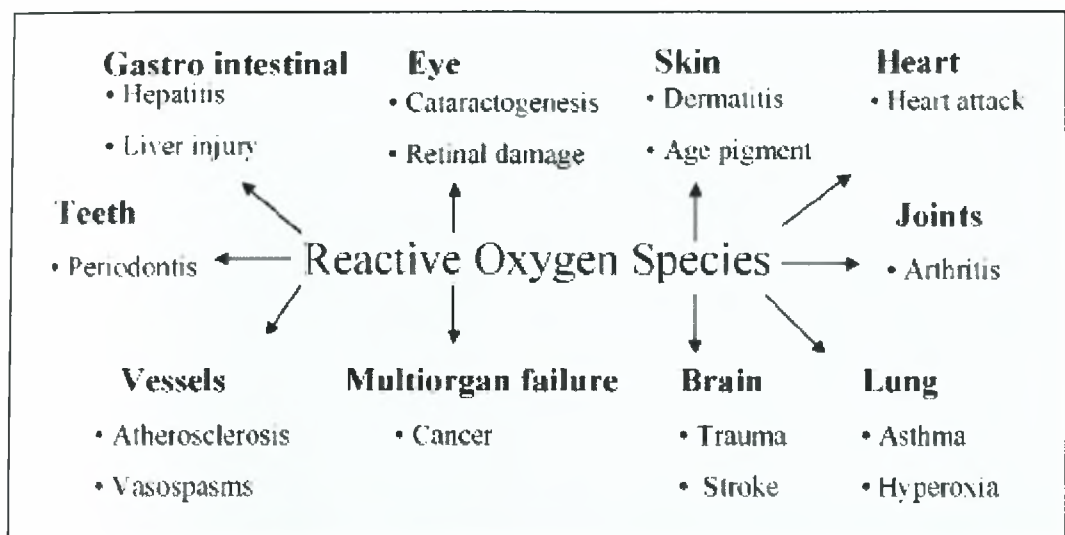 Gastro intestinal
• Hepatitis
• Liver injury
Eye
• Cataractogenesis
• Retinal damage
Skin
• Dermatitis
• Age pigment
Heart
• Heart attack
Teeth
• Periodontis
Reactive Oxygen Species
Joints
• Arthritis
Vessels
• Atherosclerosis
• Vasospasms
Multiorgan failure
• Cancer
Brain
• Trauma
• Stroke
Lung
• Asthma
• Hyperoxia